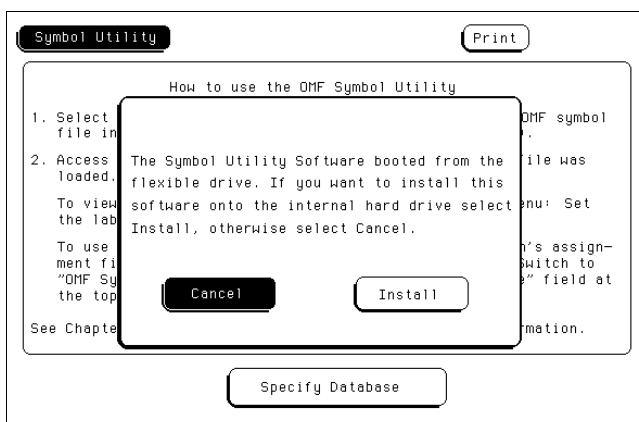 Symbol Utility
Print
How to use the OMF Symbol Utility
1. Select OMF symbol
file in
2. Access file was
loaded.
To view enu: Set
the lab
To use n's assign-
ment fi Switch to
"OMF Sy e" field at
the top
See Chapte rmation.
The Symbol Utility Software booted from the
flexible drive. If you want to install this
software onto the internal hard drive select
Install, otherwise select Cancel.
Cancel
Install
Specify Database